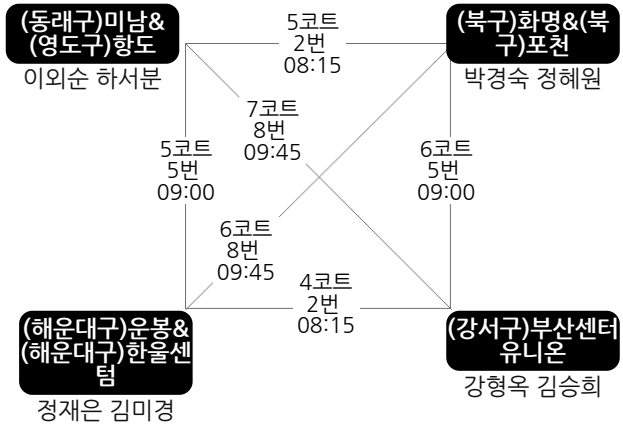 (동래구)미남&
(영도구)항도
이외순 하서분
5코트
2번
08:15
(북구)화명&(북
구)포천
박경숙 정혜원
7코트
8번
09:45
5코트
5번
09:00
6코트
5번
09:00
6코트
8번
09:45
4코트
2번
08:15
(해운대구)운봉&
(해운대구)한울센
텀
정재은 김미경
(강서구)부산센터
유니온
강형옥 김승희